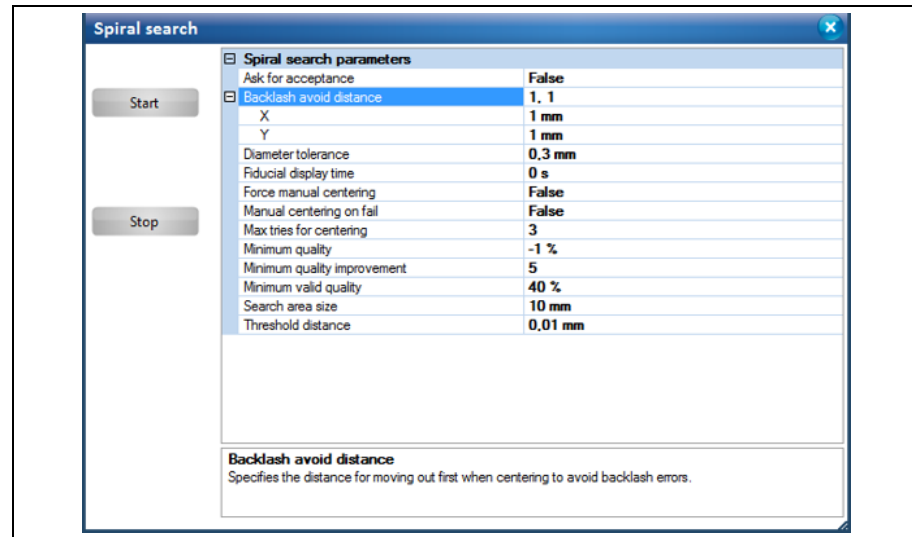 Spiral search
Start
Stop
Spiral search parameters
Ask for acceptance False
Backlash avoid distance 1, 1
X 1 mm
Y 1 mm
Diameter tolerance 0,3 mm
Fiducial display time 0 s
Force manual centering False
Manual centering on fail False
Max tries for centering 3
Minimum quality -1 %
Minimum quality improvement 5
Minimum valid quality 40 %
Search area size 10 mm
Threshold distance 0,01 mm
Backlash avoid distance
Specifies the distance for moving out first when centering to avoid backlash errors.